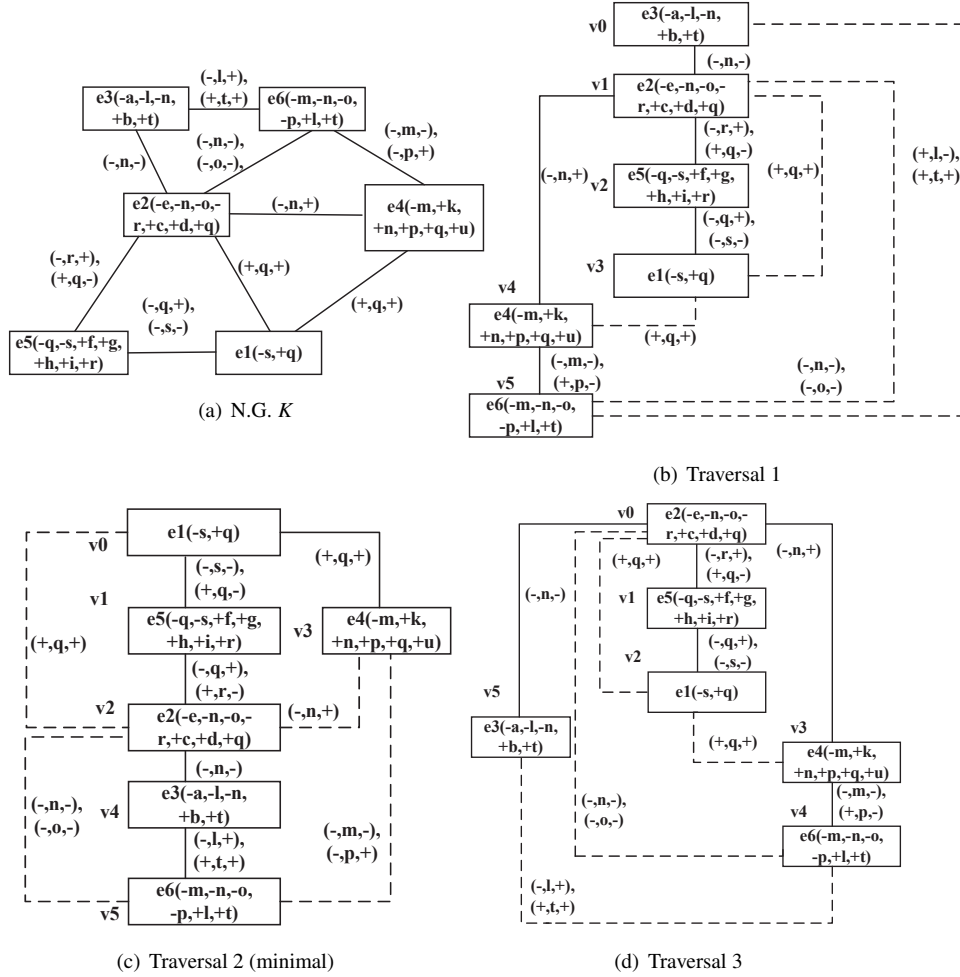 e3(-a,-l,-n,
+b,+t)
(-,l,+),
(+,t,+)
e6(-m,-n,-o,
-p,+l,+t)
(-,n,-)
(-,n,-),
(-,o,-),
(-,m,-),
(-,p,+)
e2(-e,-n,-o,-
r,+c,+d,+q)
(-,n,+)
e4(-m,+k,
+n,+p,+q,+u)
(-,r,+),
(+,q,-)
(+,q,+)
(+,q,+)
(-,q,+),
(-,s,-)
e5(-q,-s,+f,+g,
+h,+i,+r)
e1(-s,+q)
(a) N.G. K
v0
e3(-a,-l,-n,
+b,+t)
(-,n,-)
v1
e2(-e,-n,-o,-
r,+c,+d,+q)
(-,r,+),
(+,q,-)
(-,n,+)
v2
e5(-q,-s,+f,+g,
+h,+i,+r)
(+,q,+)
(+,l,-),
(+,t,+)
(-,q,+),
(-,s,-)
v3
e1(-s,+q)
v4
e4(-m,+k,
+n,+p,+q,+u)
(+,q,+)
(-,m,-),
(+,p,-)
(-,n,-),
(-,o,-)
v5
e6(-m,-n,-o,
-p,+l,+t)
(b) Traversal 1
v0
e1(-s,+q)
(-,s,-),
(+,q,-)
(+,q,+)
v1
e5(-q,-s,+f,+g,
+h,+i,+r)
v3
e4(-m,+k,
+n,+p,+q,+u)
(+,q,+)
(-,q,+),
(+,r,-)
v2
e2(-e,-n,-o,-
r,+c,+d,+q)
(-,n,+)
(-,n,-)
v4
e3(-a,-l,-n,
+b,+t)
(-,n,-),
(-,o,-)
(-,l,+),
(+,t,+)
(-,m,-),
(-,p,+)
v5
e6(-m,-n,-o,
-p,+l,+t)
(c) Traversal 2 (minimal)
v0
e2(-e,-n,-o,-
r,+c,+d,+q)
(+,q,+)
(-,r,+),
(+,q,-)
(-,n,+)
(-,n,-)
v1
e5(-q,-s,+f,+g,
+h,+i,+r)
(-,q,+),
(-,s,-)
v2
e1(-s,+q)
v5
e3(-a,-l,-n,
+b,+t)
(+,q,+)
v3
e4(-m,+k,
+n,+p,+q,+u)
(-,n,-),
(-,o,-)
(-,m,-),
(+,p,-)
v4
e6(-m,-n,-o,
-p,+l,+t)
(-,l,+),
(+,t,+)
(d) Traversal 3